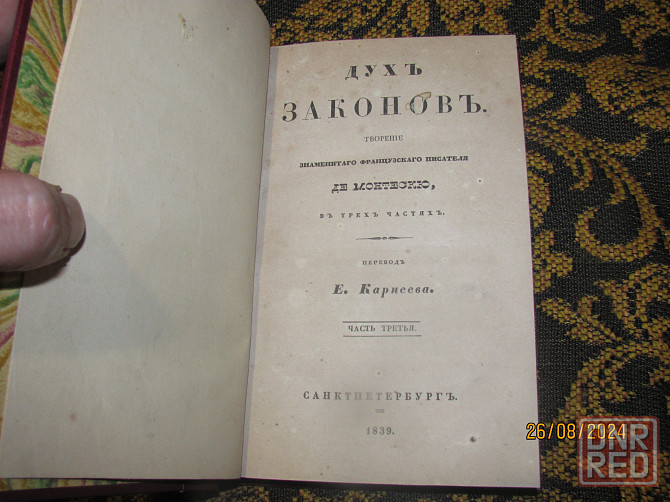 ДУХЪ
ЗАКОНОВЪ.
ТВОРЕНІЕ
ЗНАМЕНИТАГО ФРАНЦУЗСКАГО ПИСАТЕЛЯ
ДЕ МОНТЕСКЮ,
ВЪ ТРЕХЪ ЧАСТЯХЪ.
ПЕРЕВОДЪ
Е. Карнеева.
ЧАСТЬ ТРЕТЬЯ.
САНКТПЕТЕРБУРГЪ.
1839.
26/08/2024
DNR
RED